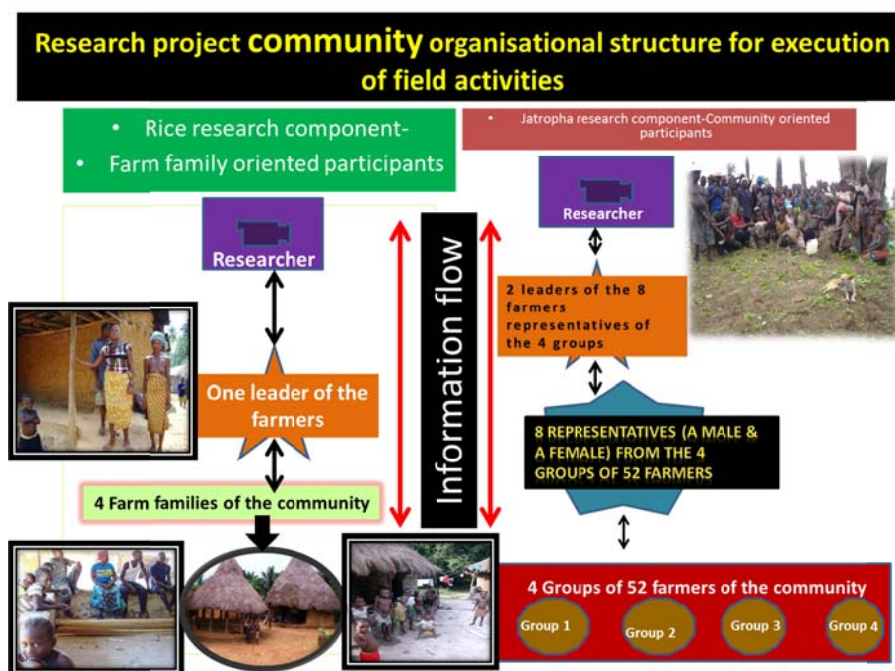 Research project community organisational structure for execution
of field activities
• Rice research component-
• Farm family oriented participants
Researcher
One leader of the
farmers
4 Farm families of the community
Information flow
• Jatropha research component-Community oriented
participants
Researcher
2 leaders of the 8
farmers
representatives of
the 4 groups
8 REPRESENTATIVES (A MALE &
A FEMALE) FROM THE 4
GROUPS OF 52 FARMERS
4 Groups of 52 farmers of the community
Group 1
Group 2
Group 3
Group 4